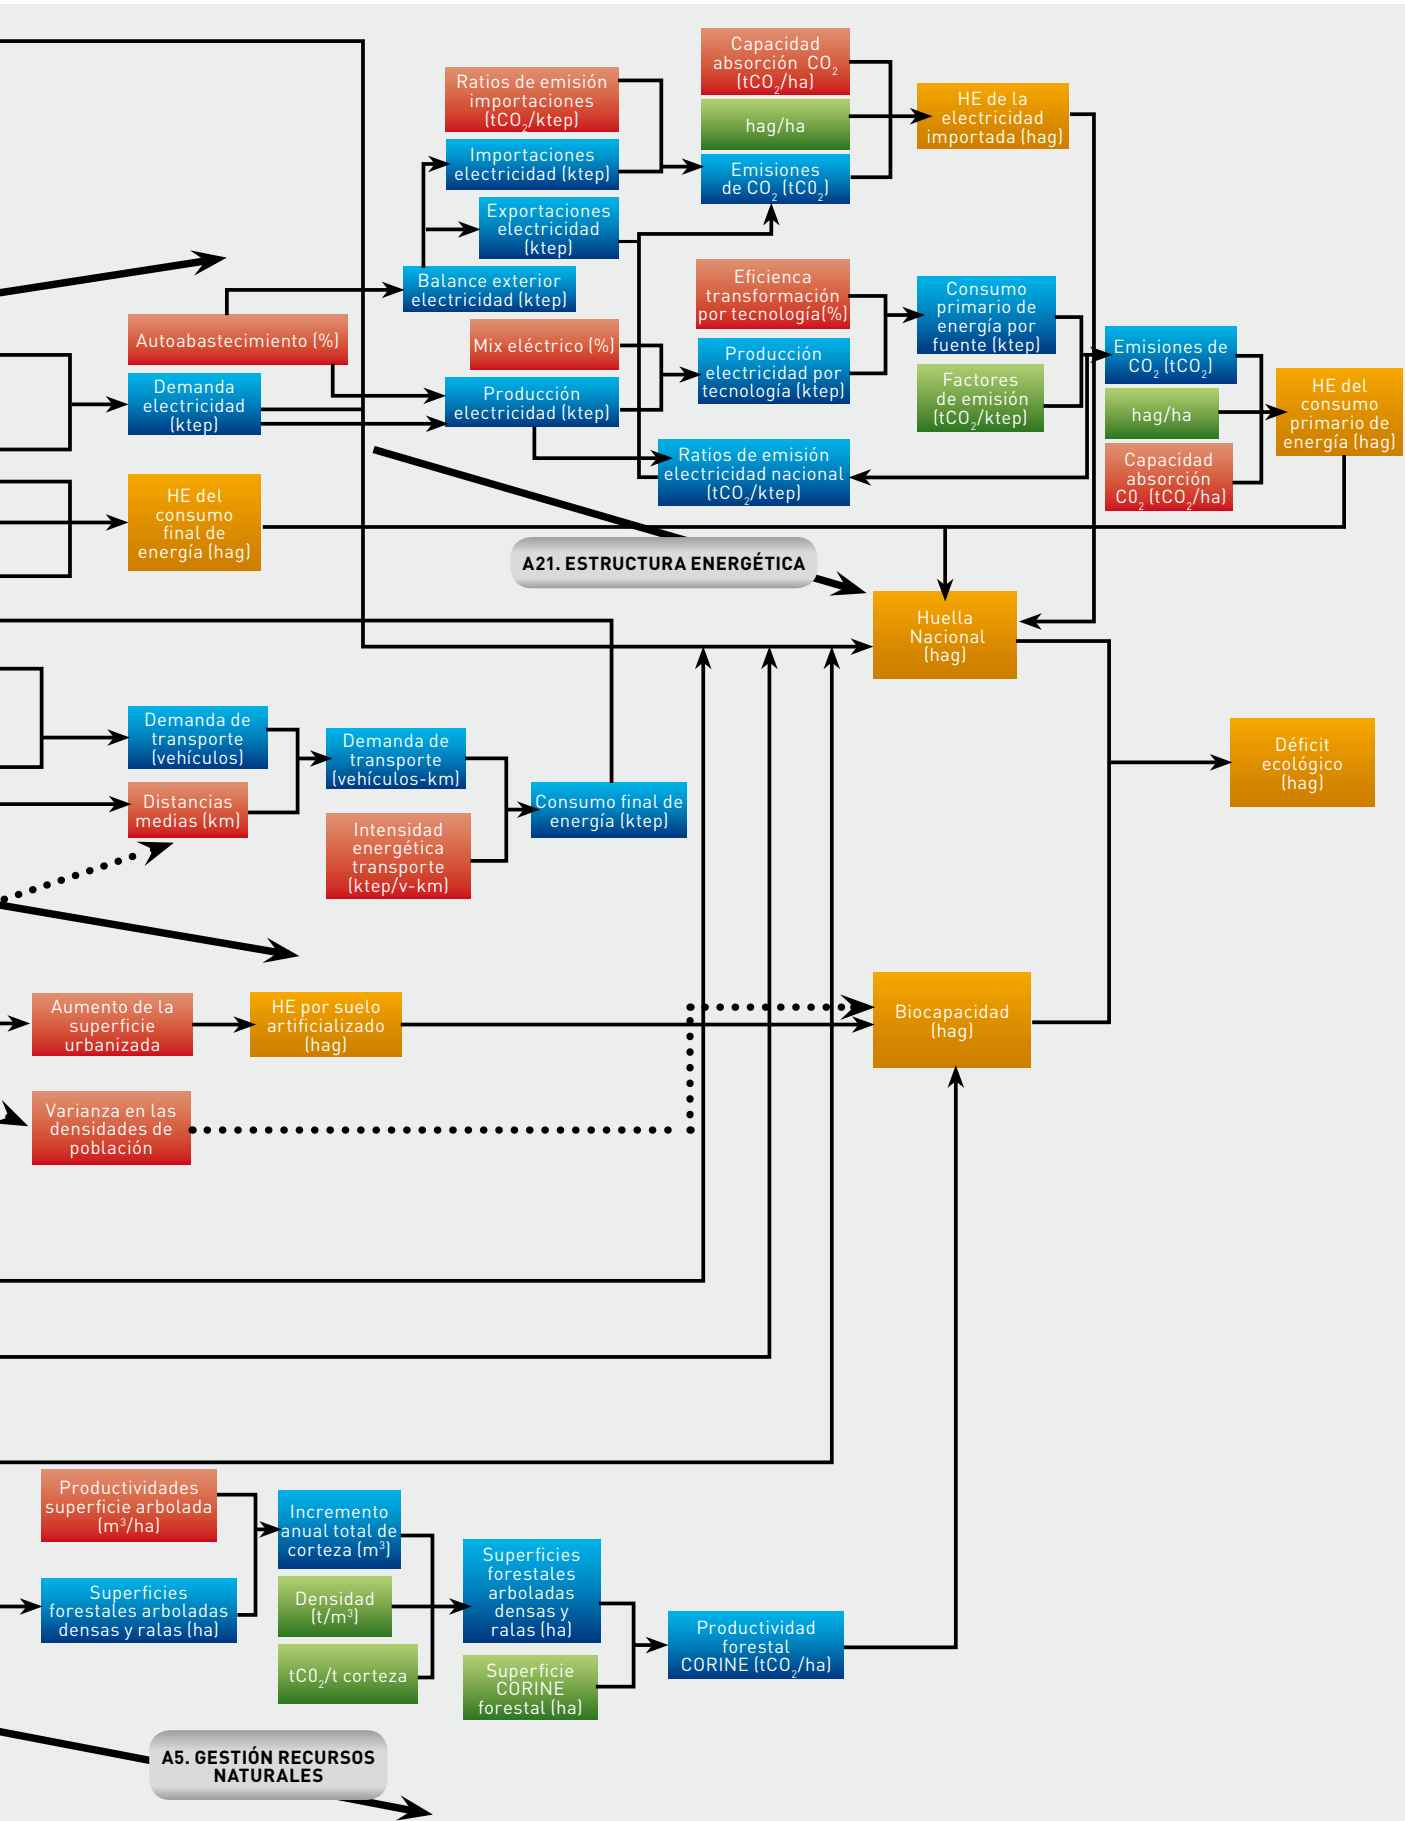 Capacidad
absorción CO2
(tCO2/ha)
Ratios de emisión
importaciones
(tCO2/ktep)
hag/ha
HE de la
electricidad
importada (hag)
Importaciones
electricidad (ktep)
Emisiones
de CO2 (tC02)
Exportaciones
electricidad
(ktep)
Balance exterior
electricidad (ktep)
Eficienca
transformación
por tecnología(%)
Consumo
primario de
energía por
fuente (ktep)
Autoabastecimiento (%)
Mix eléctrico (%)
Producción
electricidad por
tecnología (ktep)
Emisiones de
CO2 (tCO2)
Demanda
electricidad
(ktep)
Producción
electricidad (ktep)
Factores
de emisión
(tCO2/ktep)
hag/ha
HE del
consumo
primario de
energía (hag)
Ratios de emisión
electricidad nacional
(tCO2/ktep)
Capacidad
absorción
C02 (tCO2/ha)
HE del
consumo
final de
energía (hag)
A21. ESTRUCTURA ENERGÉTICA
Huella
Nacional
(hag)
Demanda de
transporte
(vehículos)
Demanda de
transporte
(vehículos-km)
Déficit
ecológico
(hag)
Distancias
medias (km)
Consumo final de
energía (ktep)
Intensidad
energética
transporte
(ktep/v-km)
Aumento de la
superficie
urbanizada
HE por suelo
artificializado
(hag)
Biocapacidad
(hag)
Varianza en las
densidades de
población
Productividades
superficie arbolada
(m3/ha)
Incremento
anual total de
corteza (m3)
Superficies
forestales arboladas
densas y ralas (ha)
Densidad
(t/m3)
tC02/t corteza
Superficies
forestales
arboladas
densas y
ralas (ha)
Superficie
CORINE
forestal (ha)
Productividad
forestal
CORINE (tCO2/ha)
A5. GESTIÓN RECURSOS
NATURALES